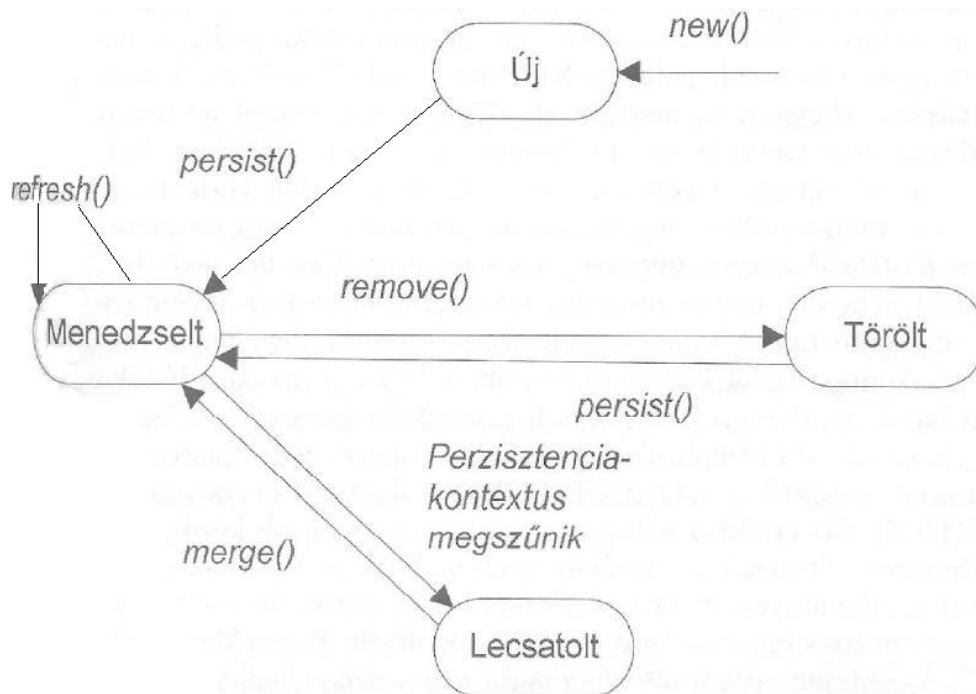 new()
Új
persist()
refresh()
remove()
Menedzselt
Törölt
persist()
Perzisztencia-
kontextus
megszűnik
merge()
Lecsatolt